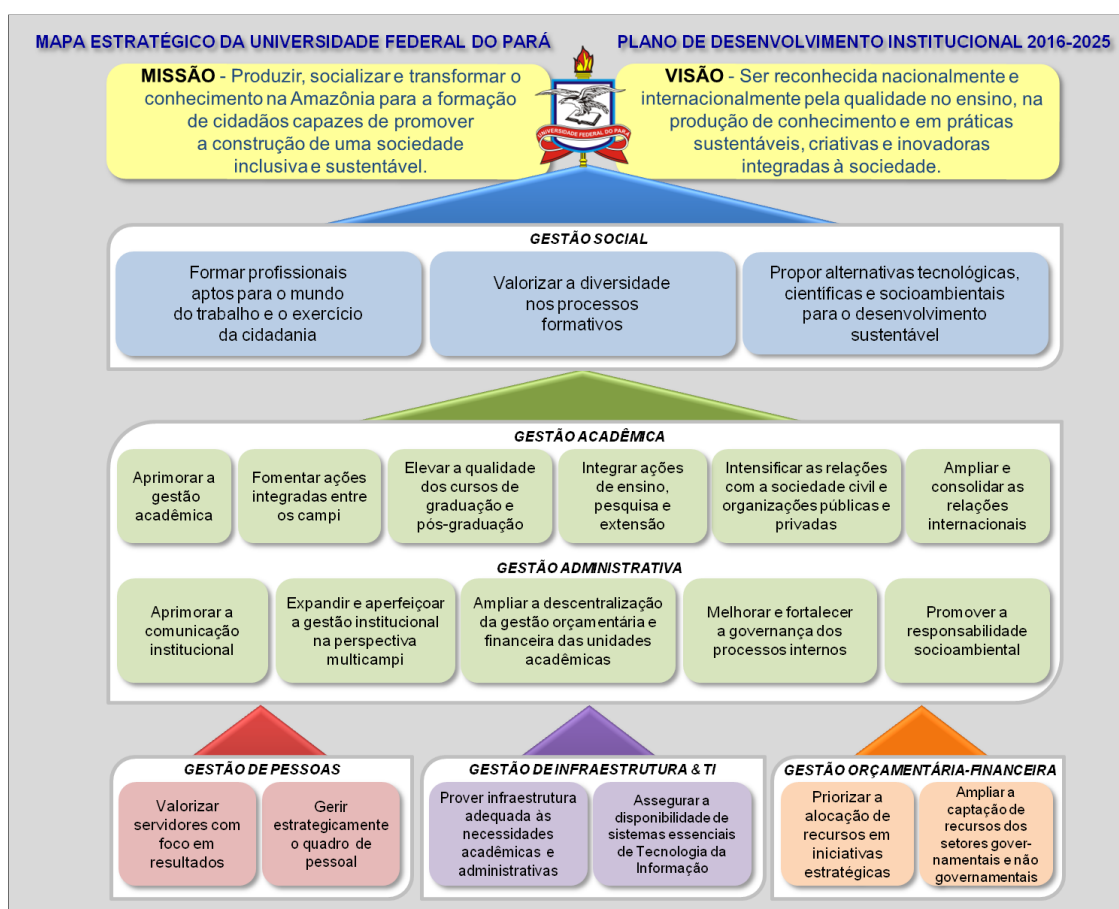 MAPA ESTRATÉGICO DA UNIVERSIDADE FEDERAL DO PARÁ
PLANO DE DESENVOLVIMENTO INSTITUCIONAL 2016-2025
MISSÃO - Produzir, socializar e transformar o
conhecimento na Amazônia para a formação
de cidadãos capazes de promover
a construção de uma sociedade
inclusiva e sustentável.
UNIVERSIDADE FEDERAL DO PARÁ
VISÃO - Ser reconhecida nacionalmente e
internacionalmente pela qualidade no ensino, na
produção de conhecimento e em práticas
sustentáveis, criativas e inovadoras
integradas à sociedade.
GESTÃO SOCIAL
Formar profissionais
aptos para o mundo
do trabalho e o exercício
da cidadania
Valorizar a diversidade
nos processos
formativos
Propor alternativas tecnológicas,
científicas e socioambientais
para o desenvolvimento
sustentável
GESTÃO ACADÊMICA
Aprimorar a
gestão
acadêmica
Fomentar ações
integradas entre
os campi
Elevar a qualidade
dos cursos de
graduação e
pós-graduação
Integrar ações
de ensino,
pesquisa e
extensão
Intensificar as relações
com a sociedade civil e
organizações públicas e
privadas
Ampliar e
consolidar as
relações
internacionais
GESTÃO ADMINISTRATIVA
Aprimorar a
comunicação
institucional
Expandir e aperfeiçoar
a gestão institucional
na perspectiva
multicampi
Ampliar a descentralização
da gestão orçamentária e
financeira das unidades
acadêmicas
Melhorar e fortalecer
a governança dos
processos internos
Promover a
responsabilidade
socioambiental
GESTÃO DE PESSOAS
Valorizar
servidores com
foco em
resultados
Gerir
estrategicamente
o quadro de
pessoal
GESTÃO DE INFRAESTRUTURA & TI
Prover infraestrutura
adequada às
necessidades
acadêmicas e
administrativas
Assegurar a
disponibilidade de
sistemas essenciais
de Tecnologia da
Informação
GESTÃO ORÇAMENTÁRIA-FINANCEIRA
Priorizar a
alocação de
recursos em
iniciativas
estratégicas
Ampliar a
captação de
recursos dos
setores gover-
namentais e não
governamentais